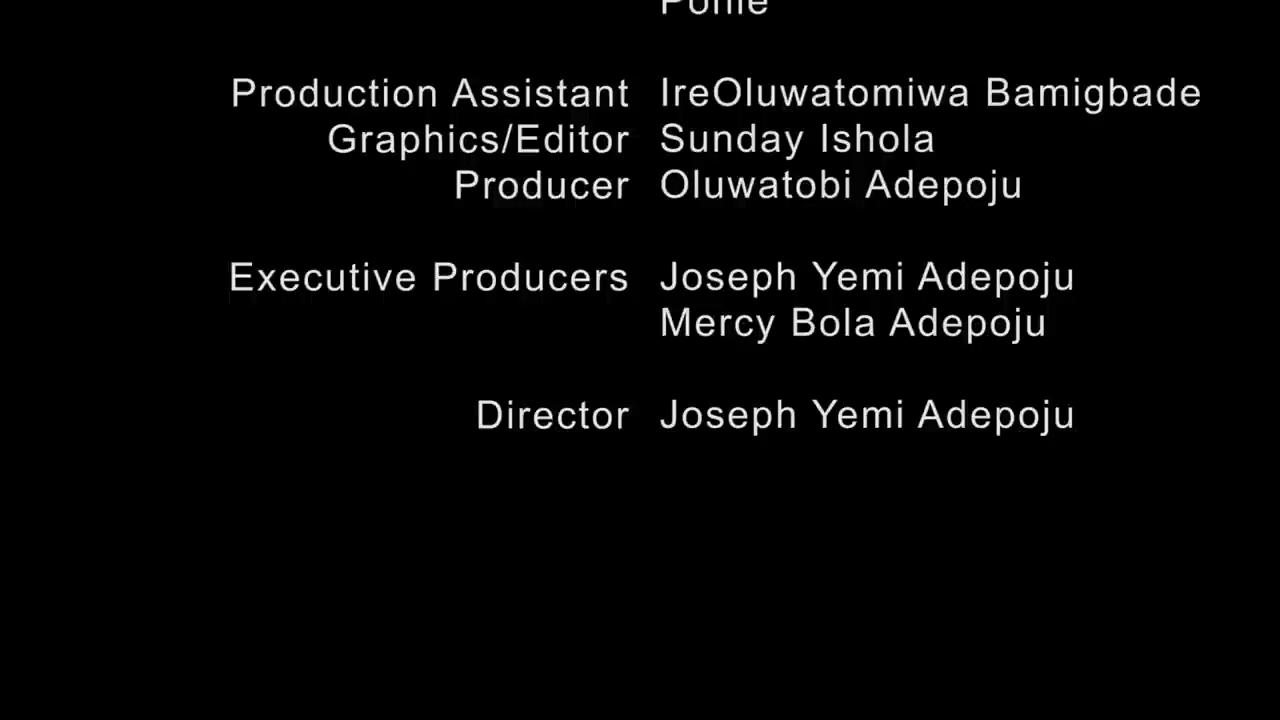 Production Assistant IreOluwatomiwa Bamigbade
Graphics/Editor Sunday Ishola
Producer Oluwatobi Adepoju
Executive Producers Joseph Yemi Adepoju
Mercy Bola Adepoju
Director Joseph Yemi Adepoju